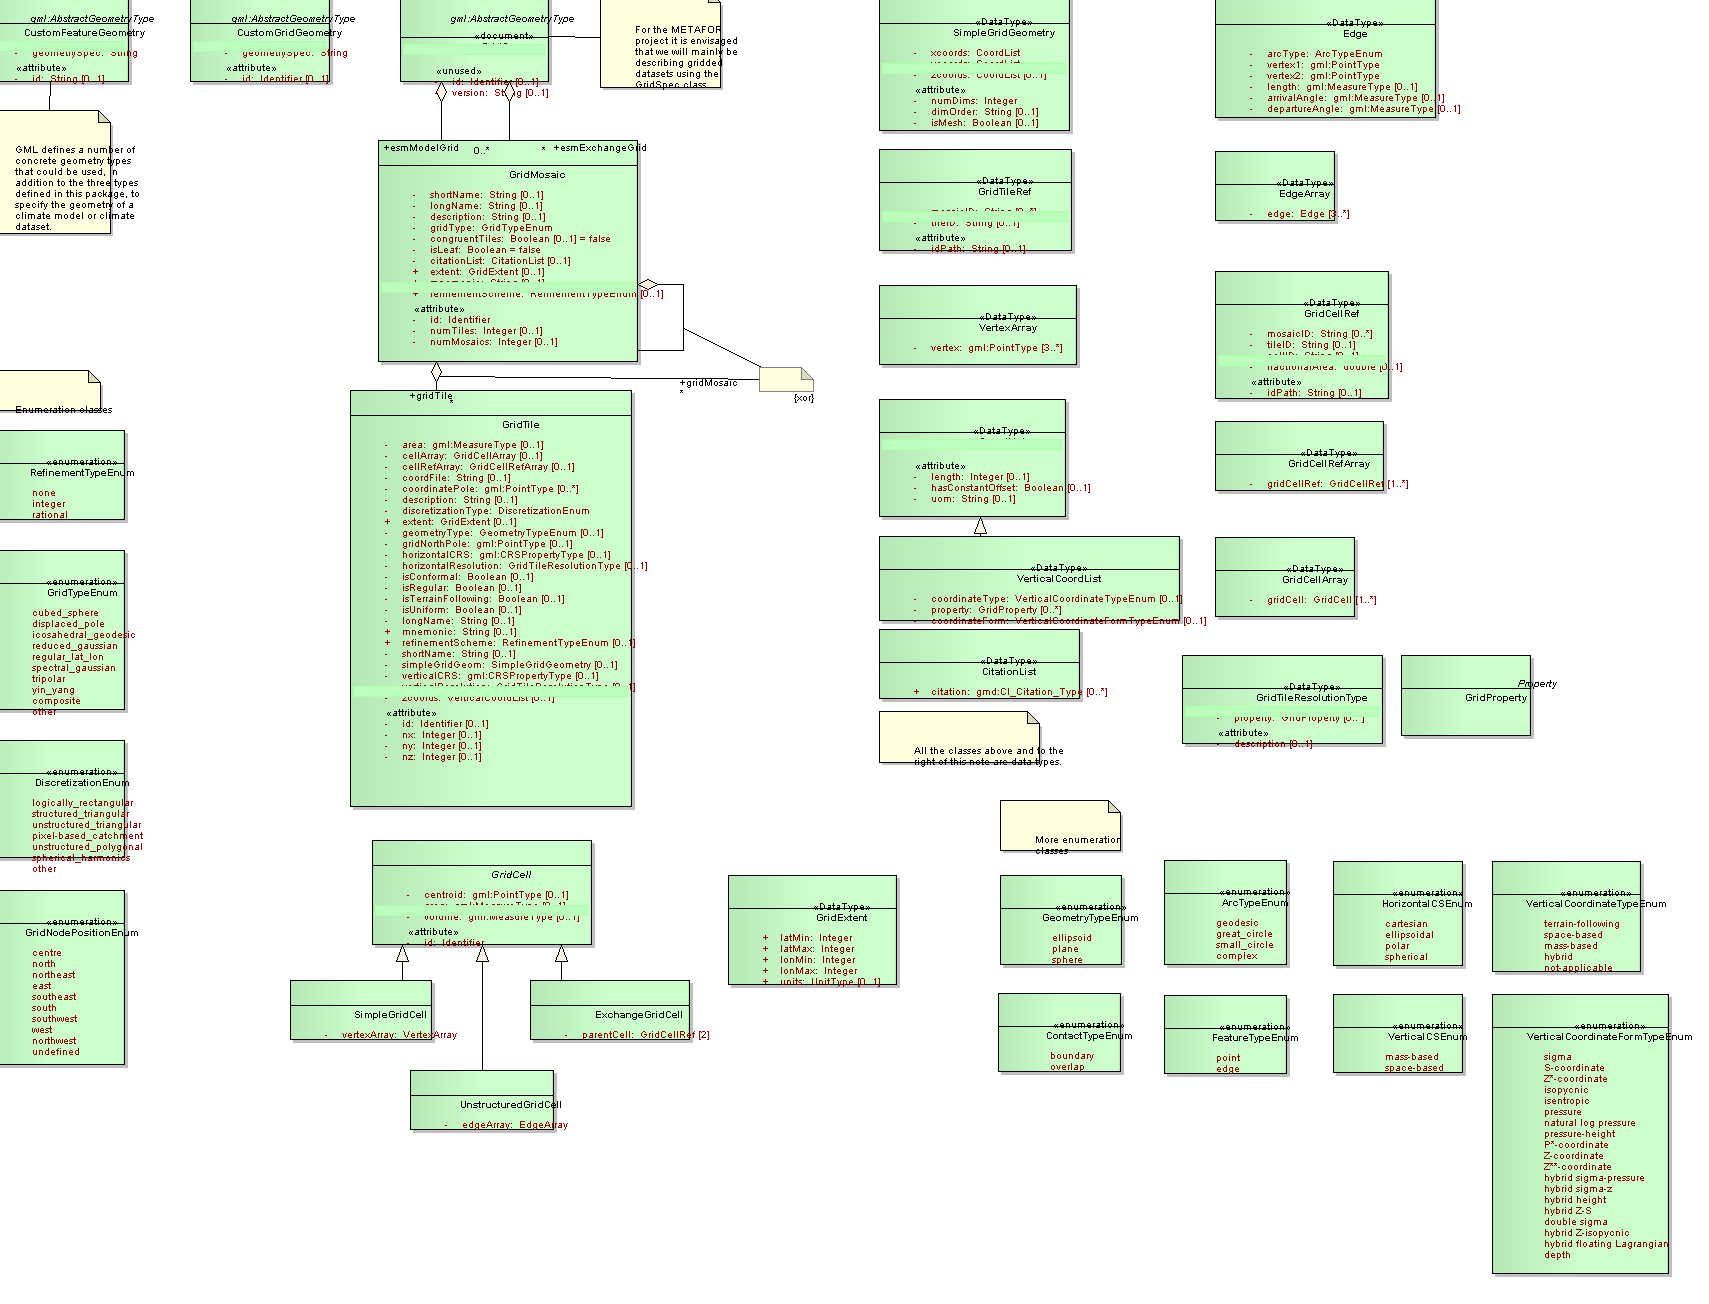 gml:AbstractGeometryType
CustomFeatureGeometry
- geometrySpec: String
«attribute»
- id: String [0..1]
gml:AbstractGeometryType
CustomGridGeometry
- geometrySpec: String
«attribute»
- id: Identifier [0..1]
gml:AbstractGeometryType
«document»
«unused»
- id: Identifier [0..1]
- version: String [0..1]
For the METAFOR
project it is envisaged
that we will mainly be
describing gridded
datasets using the
GridSpec class.
GML defines a number of
concrete geometry types
that could be used, in
addition to the three types
defined in this package, to
specify the geometry of a
climate model or climate
dataset.
+esmModelGrid 0..* * +esmExchangeGrid
GridMosaic
- shortName: String [0..1]
- longName: String [0..1]
- description: String [0..1]
- gridType: GridTypeEnum
- congruentTiles: Boolean [0..1] = false
- isLeaf: Boolean = false
- citationList: CitationList [0..1]
+ extent: GridExtent [0..1]
+ mnemonic: String [0..1]
+ refinementScheme: RefinementTypeEnum [0..1]
«attribute»
- id: Identifier
- numTiles: Integer [0..1]
- numMosaics: Integer [0..1]
+gridMosaic
*
{xor}
+gridTile
*
GridTile
- area: gml:MeasureType [0..1]
- cellArray: GridCellArray [0..1]
- cellRefArray: GridCellRefArray [0..1]
- coordFile: String [0..1]
- coordinatePole: gml:PointType [0..*]
- description: String [0..1]
- discretizationType: DiscretizationEnum
+ extent: GridExtent [0..1]
- geometryType: GeometryTypeEnum [0..1]
- gridNorthPole: gml:PointType [0..1]
- horizontalCRS: gml:CRSPropertyType [0..1]
- horizontalResolution: GridTileResolutionType [0..1]
- isConformal: Boolean [0..1]
- isRegular: Boolean [0..1]
- isTerrainFollowing: Boolean [0..1]
- isUniform: Boolean [0..1]
- longName: String [0..1]
+ mnemonic: String [0..1]
+ refinementScheme: RefinementTypeEnum [0..1]
- shortName: String [0..1]
- simpleGridGeom: SimpleGridGeometry [0..1]
- verticalCRS: gml:CRSPropertyType [0..1]
- verticalResolution: GridTileResolutionType [0..1]
- zcoords: VerticalCoordList [0..1]
«attribute»
- id: Identifier [0..1]
- nx: Integer [0..1]
- ny: Integer [0..1]
- nz: Integer [0..1]
Enumeration classes
«enumeration»
RefinementTypeEnum
none
integer
rational
«enumeration»
GridTypeEnum
cubed_sphere
displaced_pole
icosahedral_geodesic
reduced_gaussian
regular_lat_lon
spectral_gaussian
tripolar
yin_yang
composite
other
«enumeration»
DiscretizationEnum
logically_rectangular
structured_triangular
unstructured_triangular
pixel-based_catchment
unstructured_polygonal
spherical_harmonics
other
«enumeration»
GridNodePositionEnum
centre
north
northeast
east
southeast
south
southwest
west
northwest
undefined
GridCell
- centroid: gml:PointType [0..1]
- area: gml:MeasureType [0..1]
- volume: gml:MeasureType [0..1]
«attribute»
- id: Identifier
SimpleGridCell
- vertexArray: VertexArray
ExchangeGridCell
- parentCell: GridCellRef [2]
UnstructuredGridCell
- edgeArray: EdgeArray
«DataType»
SimpleGridGeometry
- xcoords: CoordList
- ycoords: CoordList
- zcoords: CoordList [0..1]
«attribute»
- numDims: Integer
- dimOrder: String [0..1]
- isMesh: Boolean [0..1]
«DataType»
GridTileRef
- mosaicID: String [0..*]
- tileID: String [0..1]
«attribute»
- idPath: String [0..1]
«DataType»
VertexArray
- vertex: gml:PointType [3..*]
«DataType»
«attribute»
- length: Integer [0..1]
- hasConstantOffset: Boolean [0..1]
- uom: String [0..1]
«DataType»
VerticalCoordList
- coordinateType: VerticalCoordinateTypeEnum [0..1]
- property: GridProperty [0..*]
- coordinateForm: VerticalCoordinateFormTypeEnum [0..1]
«DataType»
CitationList
+ citation: gmd:CI_Citation_Type [0..*]
All the classes above and to the
right of this note are data types.
«DataType»
Edge
- arcType: ArcTypeEnum
- vertex1: gml:PointType
- vertex2: gml:PointType
- length: gml:MeasureType [0..1]
- arrivalAngle: gml:MeasureType [0..1]
- departureAngle: gml:MeasureType [0..1]
«DataType»
EdgeArray
- edge: Edge [3..*]
«DataType»
GridCellRef
- mosaicID: String [0..*]
- tileID: String [0..1]
- cellID: String [0..1]
- fractionalArea: double [0..1]
«attribute»
- idPath: String [0..1]
«DataType»
GridCellRefArray
- gridCellRef: GridCellRef [1..*]
«DataType»
GridCellArray
- gridCell: GridCell [1..*]
«DataType»
GridTileResolutionType
- property: GridProperty [0..*]
«attribute»
- description [0..1]
Property
GridProperty
More enumeration
classes
«DataType»
GridExtent
+ latMin: Integer
+ latMax: Integer
+ lonMin: Integer
+ lonMax: Integer
+ units: UnitType [0..1]
«enumeration»
GeometryTypeEnum
ellipsoid
plane
sphere
«enumeration»
ArcTypeEnum
geodesic
great_circle
small_circle
complex
«enumeration»
HorizontalCSEnum
cartesian
ellipsoidal
polar
spherical
«enumeration»
VerticalCoordinateTypeEnum
terrain-following
space-based
mass-based
hybrid
not-applicable
«enumeration»
ContactTypeEnum
boundary
overlap
«enumeration»
FeatureTypeEnum
point
edge
«enumeration»
VerticalCSEnum
mass-based
space-based
«enumeration»
VerticalCoordinateFormTypeEnum
sigma
S-coordinate
Z*-coordinate
isopycnic
isentropic
pressure
natural log pressure
pressure-height
P*-coordinate
Z-coordinate
Z**-coordinate
hybrid sigma-pressure
hybrid sigma-z
hybrid height
hybrid Z-S
double sigma
hybrid Z-isopycnic
hybrid floating Lagrangian
depth